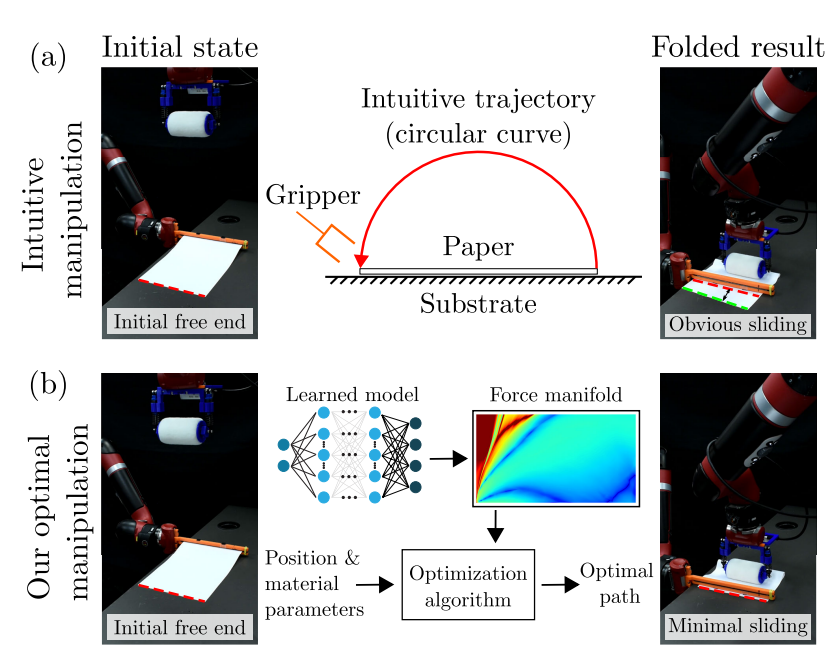 (a)
Initial state
Folded result
Intuitive
manipulation
Intuitive trajectory
(circular curve)
Gripper
Paper
Substrate
Initial free end
Obvious sliding
(b)
Our optimal
manipulation
Learned model
Force manifold
Position &
material
parameters
Optimization
algorithm
Optimal
path
Initial free end
Minimal sliding